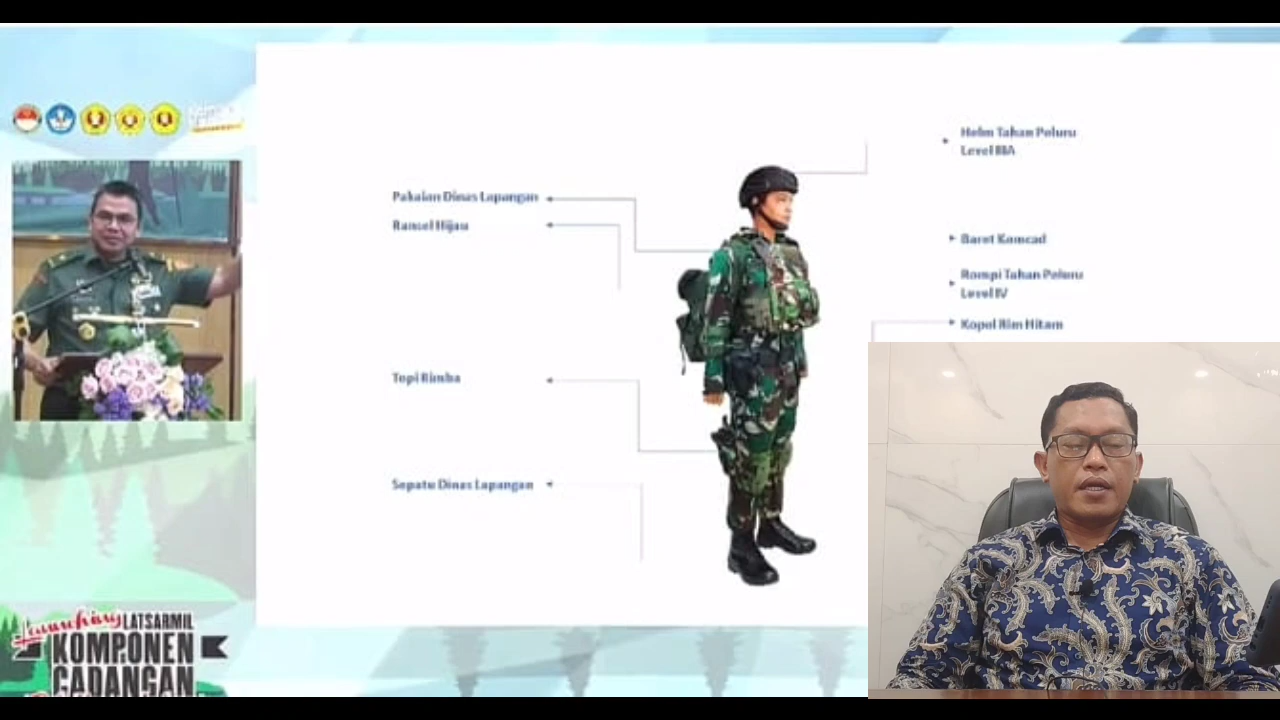 Helm Tahan Peluru
Level IIIA
Pakaian Dinas Lapangan
Ransel Hijau
Baret Komcad
Rompi Tahan Peluru
Level IV
Kopel Rim Hitam
Topi Rimba
Sepatu Dinas Lapangan
Launching LATSARMIL
KOMPONEN
CADANGAN